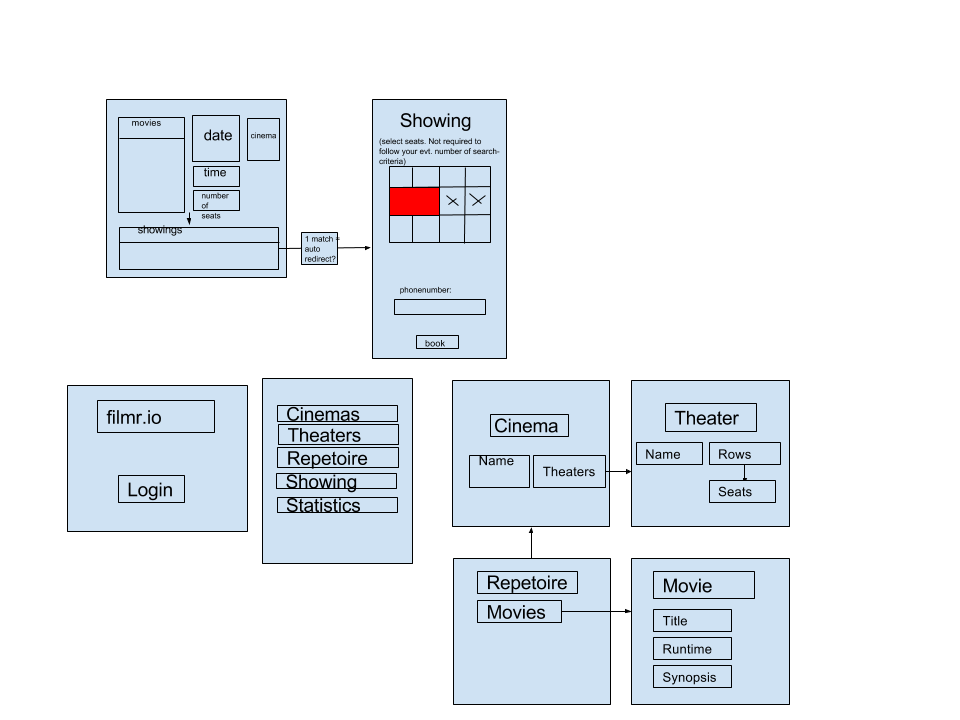 movies
date
cinema
time
number
of
seats
showings
1 match =
auto
redirect?
Showing
(select seats. Not required to
follow your evt. number of search-
criteria)
phonenumber:
book
filmr.io
Login
Cinemas
Theaters
Repetoire
Showing
Statistics
Cinema
Name
Theaters
Theater
Name
Rows
Seats
Repetoire
Movies
Movie
Title
Runtime
Synopsis